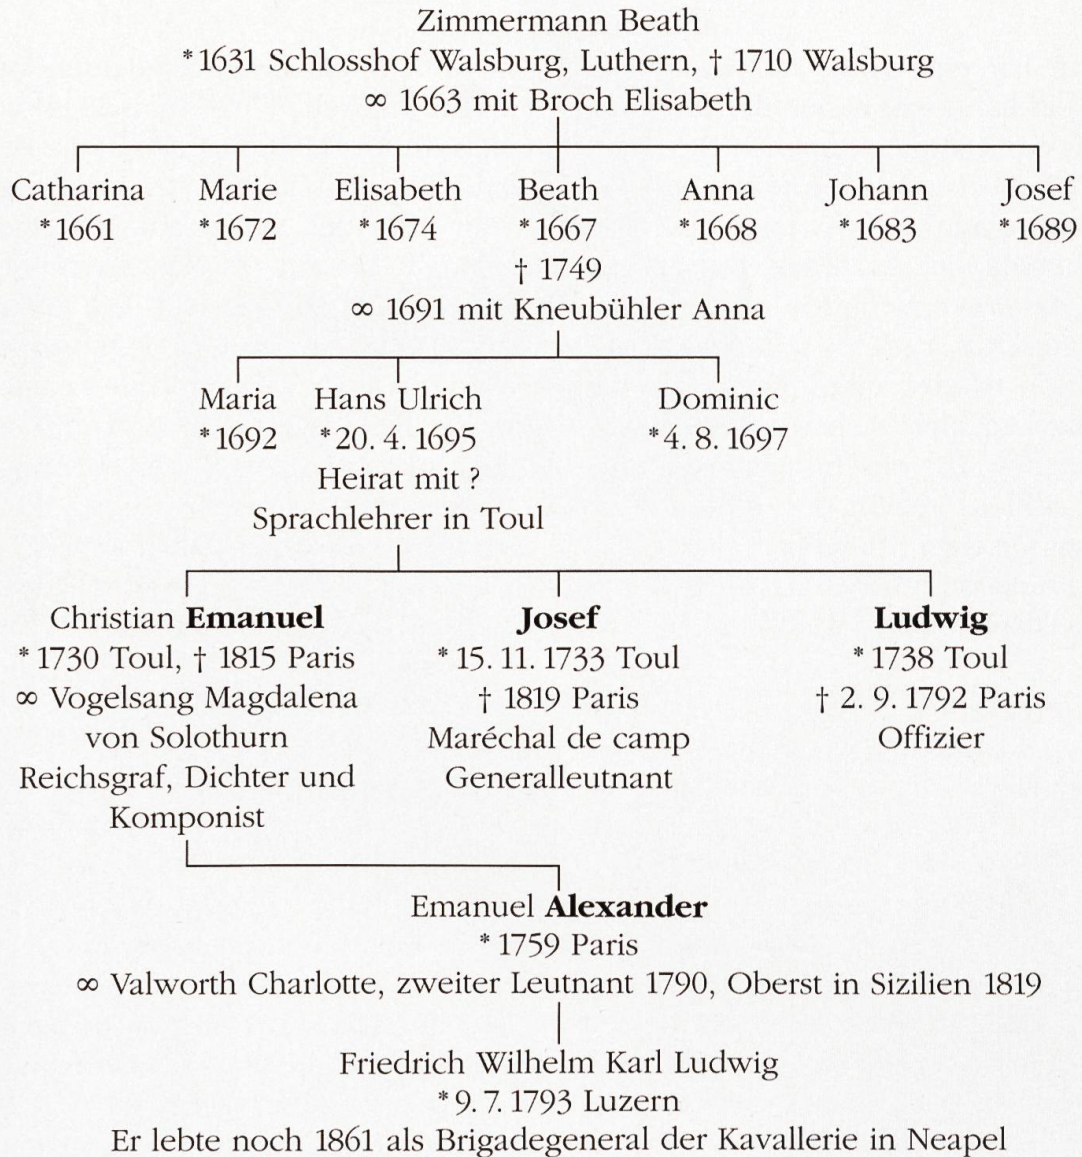 Zimmermann Beath
* 1631 Schlosshof Walsburg, Luthern, † 1710 Walsburg
∞ 1663 mit Broch Elisabeth
Catharina Marie Elisabeth Beath Anna Johann Josef
* 1661 * 1672 * 1674 * 1667 * 1668 * 1683 * 1689
† 1749
∞ 1691 mit Kneubühler Anna
Maria Hans Ulrich Dominic
* 1692 * 20. 4. 1695 * 4. 8. 1697
Heirat mit ?
Sprachlehrer in Toul
Christian Emanuel Josef Ludwig
* 1730 Toul, † 1815 Paris * 15. 11. 1733 Toul * 1738 Toul
∞ Vogelsang Magdalena † 1819 Paris † 2. 9. 1792 Paris
von Solothurn Maréchal de camp Offizier
Reichsgraf, Dichter und Generalleutnant
Komponist
Emanuel Alexander
* 1759 Paris
∞ Valworth Charlotte, zweiter Leutnant 1790, Oberst in Sizilien 1819
Friedrich Wilhelm Karl Ludwig
* 9. 7. 1793 Luzern
Er lebte noch 1861 als Brigadegeneral der Kavallerie in Neapel